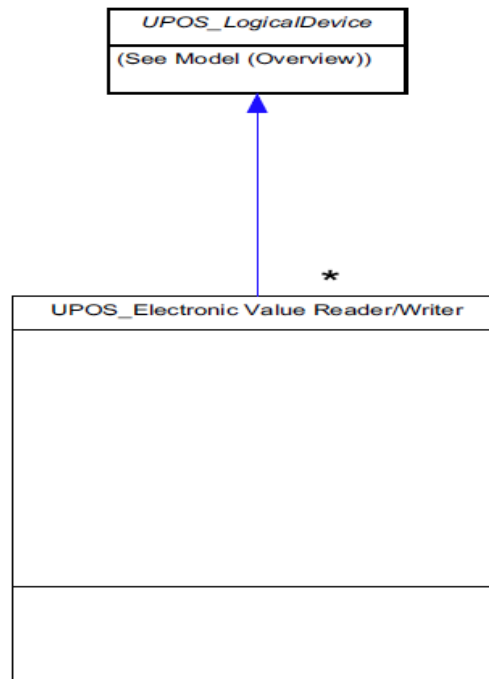 UPOS_LogicalDevice
(See Model (Overview))
*
UPOS_Electronic Value Reader/Writer